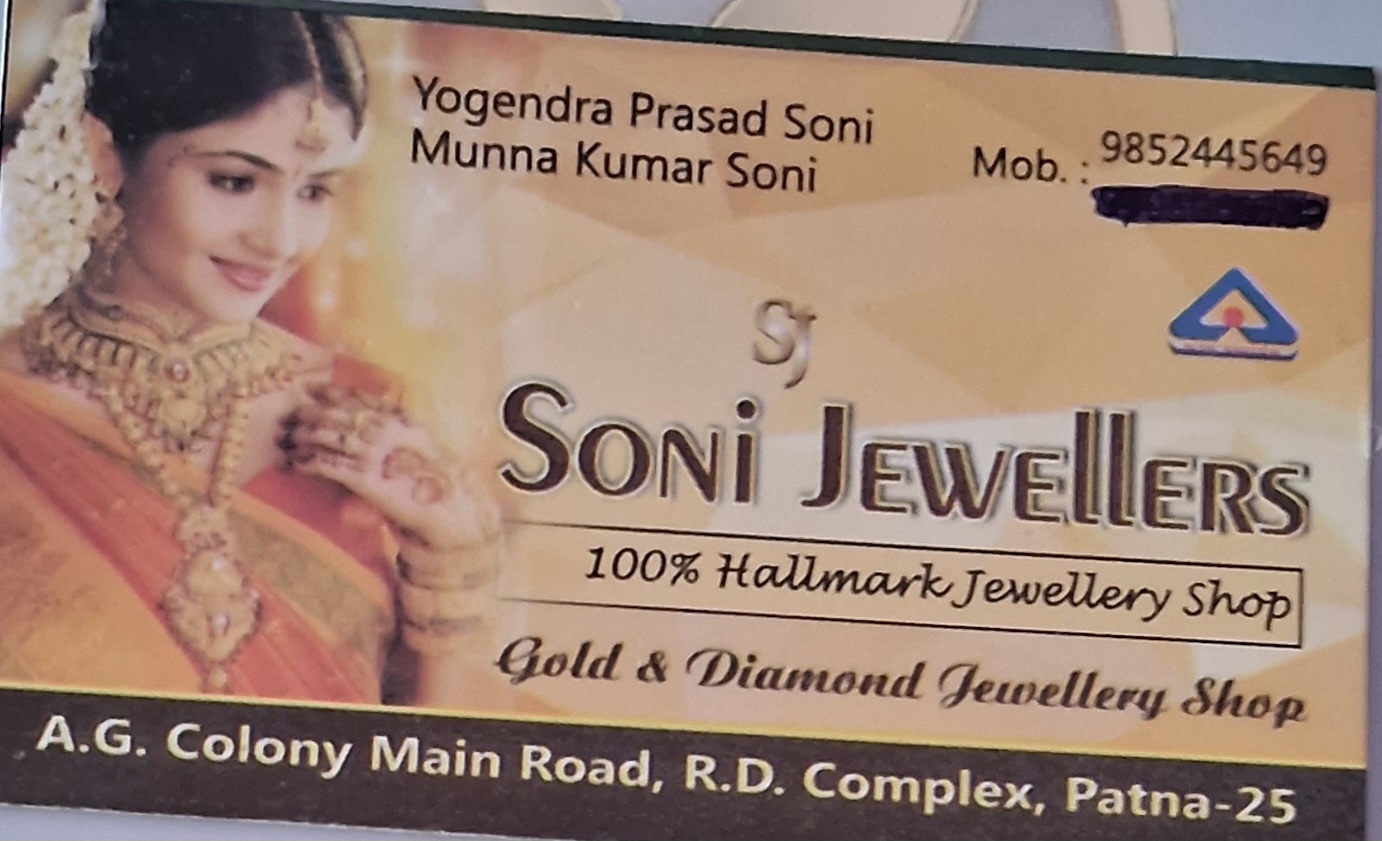 Yogendra Prasad Soni
Munna Kumar Soni
Mob. : 9852445649
SJ
Soni Jewellers
100% Hallmark Jewellery Shop
Gold & Diamond Jewellery Shop
A.G. Colony Main Road, R.D. Complex, Patna-25